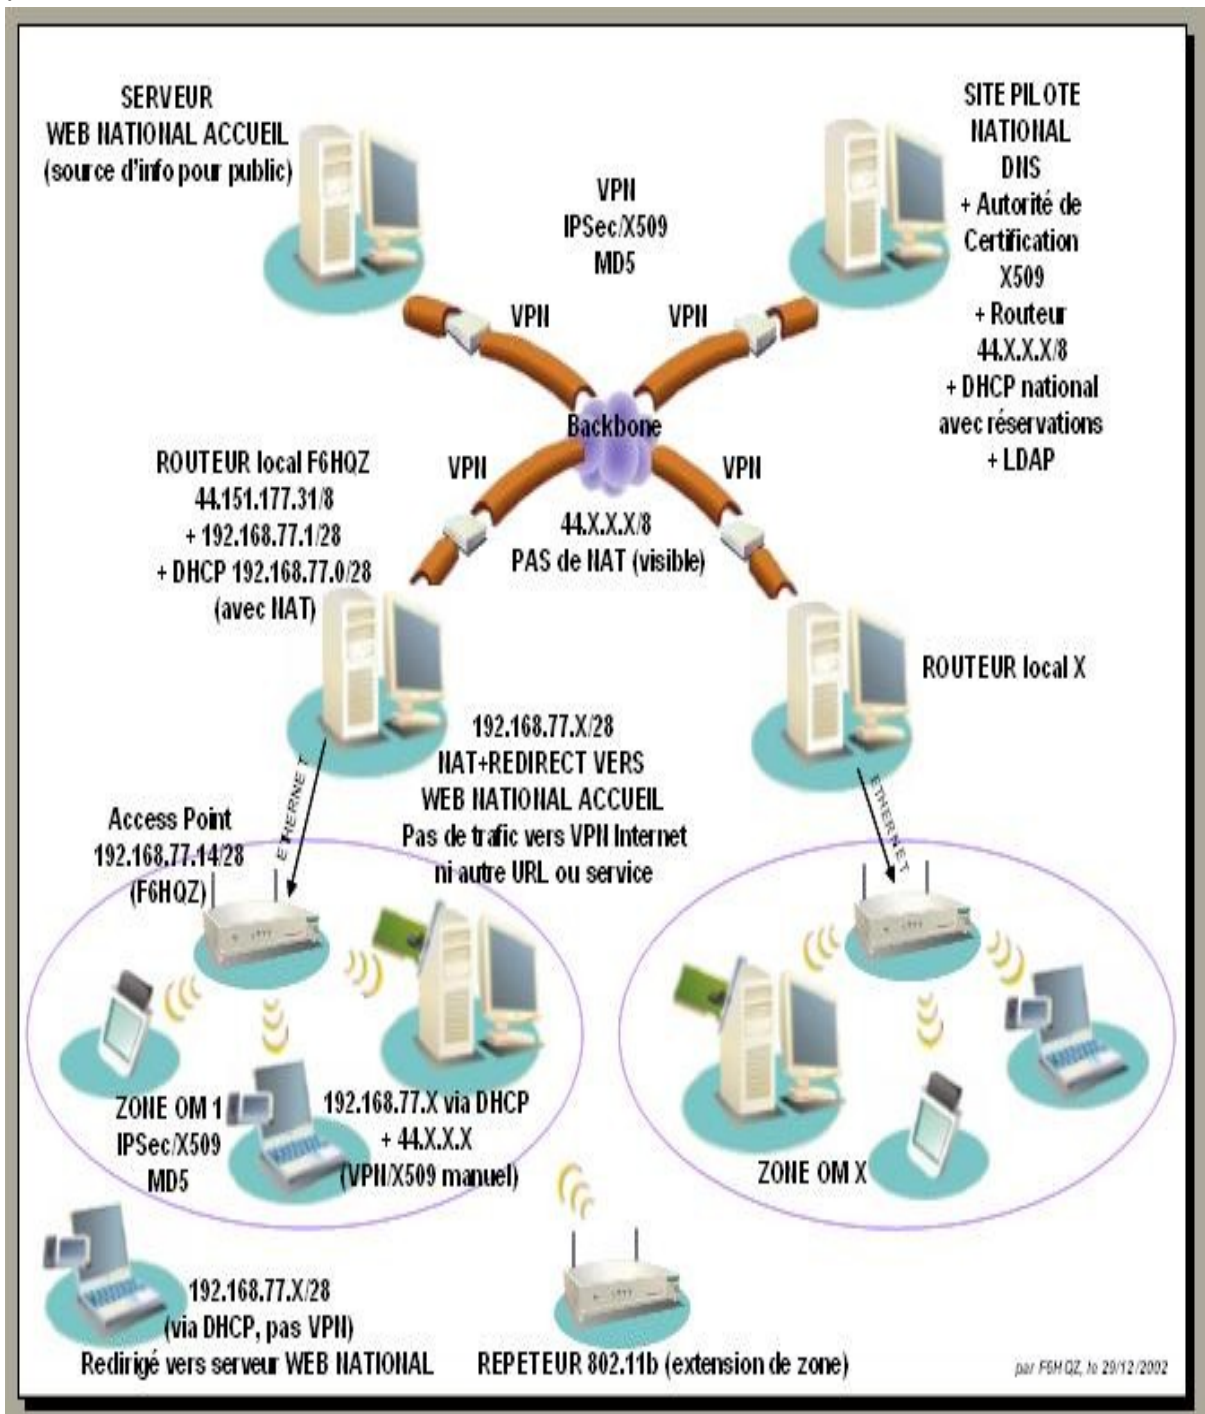 SERVEUR
WEB NATIONAL ACCUEIL
(source d'info pour public)
SITE PILOTE
NATIONAL
DNS
+ Autorité de
Certification
X509
+ Routeur
44.X.X.X/8
+ DHCP national
avec réservations
+ LDAP
VPN
IPSec/X509
MD5
VPN
VPN
Backbone
VPN
VPN
ROUTEUR local F6HQZ
44.151.177.31/8
+ 192.168.77.1/28
+ DHCP 192.168.77.0/28
(avec NAT)
44.X.X.X/8
PAS de NAT (visible)
ROUTEUR local X
192.168.77.X/28
NAT+REDIRECT VERS
WEB NATIONAL ACCUEIL
Pas de trafic vers VPN Internet
ni autre URL ou service
ETHERNET
ETHERNET
Access Point
192.168.77.14/28
(F6HQZ)
ZONE OM 1
IPSec/X509
MD5
192.168.77.X via DHCP
+ 44.X.X.X
(VPN/X509 manuel)
ZONE OM X
192.168.77.X/28
(via DHCP, pas VPN)
Redirigé vers serveur WEB NATIONAL
REPETEUR 802.11b (extension de zone)
par F6HQZ, le 29/12/2002